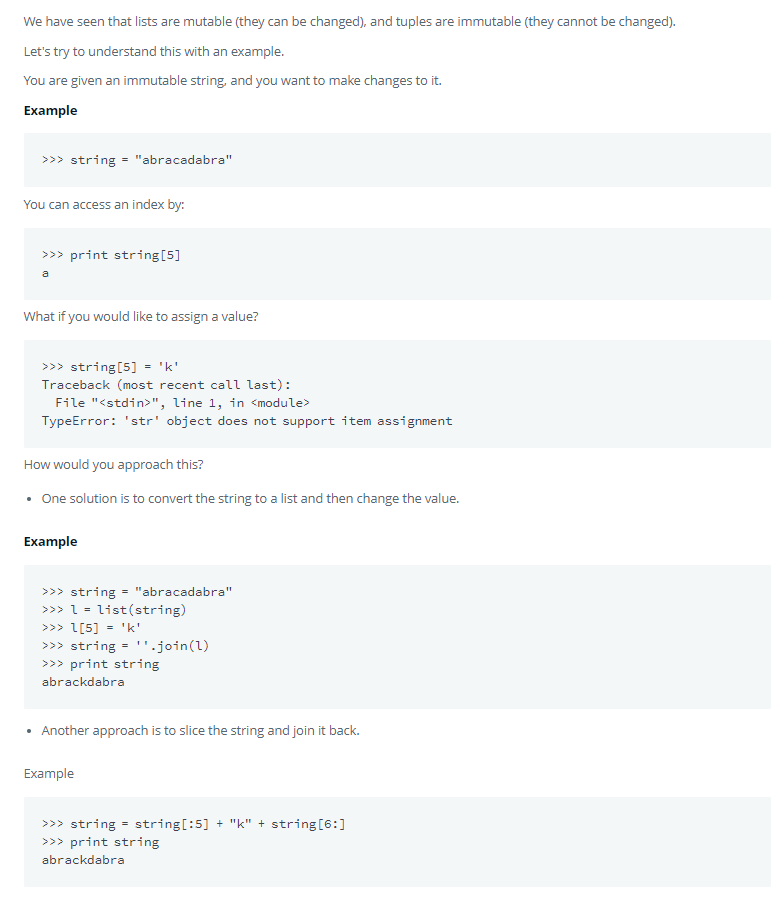 We have seen that lists are mutable (they can be changed), and tuples are immutable (they cannot be changed).
Let's try to understand this with an example.
You are given an immutable string, and you want to make changes to it.
Example
>>> string = "abracadabra"
You can access an index by:
>>> print string[5]
a
What if you would like to assign a value?
>>> string[5] = 'k'
Traceback (most recent call last):
  File "<stdin>", line 1, in <module>
TypeError: 'str' object does not support item assignment
How would you approach this?
• One solution is to convert the string to a list and then change the value.
Example
>>> string = "abracadabra"
>>> l = list(string)
>>> l[5] = 'k'
>>> string = ''.join(l)
>>> print string
abrackdabra
• Another approach is to slice the string and join it back.
Example
>>> string = string[:5] + "k" + string[6:]
>>> print string
abrackdabra